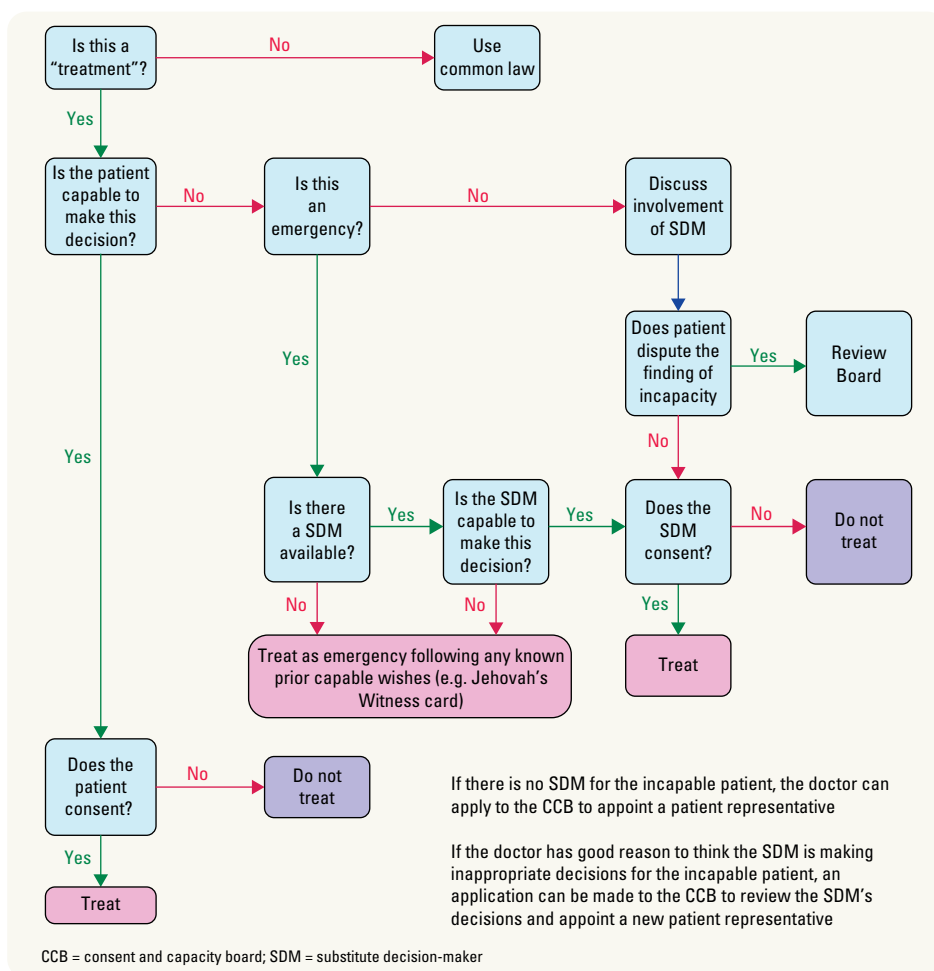 Is this a
"treatment"?
No
Use
common law
Yes
Is the patient
capable to
make this
decision?
No
Is this
an
emergency?
No
Discuss
involvement
of SDM
Yes
Does patient
dispute the
finding of
incapacity
Yes
Review
Board
Yes
No
Is there
a SDM
available?
Yes
Is the SDM
capable to
make this
decision?
Yes
Does the
SDM
consent?
No
Do not
treat
No
No
Yes
Treat as emergency following any known
prior capable wishes (e.g. Jehovah's
Witness card)
Treat
Does the
patient
consent?
No
Do not
treat
Yes
Treat
If there is no SDM for the incapable patient, the doctor can
apply to the CCB to appoint a patient representative
If the doctor has good reason to think the SDM is making
inappropriate decisions for the incapable patient, an
application can be made to the CCB to review the SDM's
decisions and appoint a new patient representative
CCB = consent and capacity board; SDM = substitute decision-maker